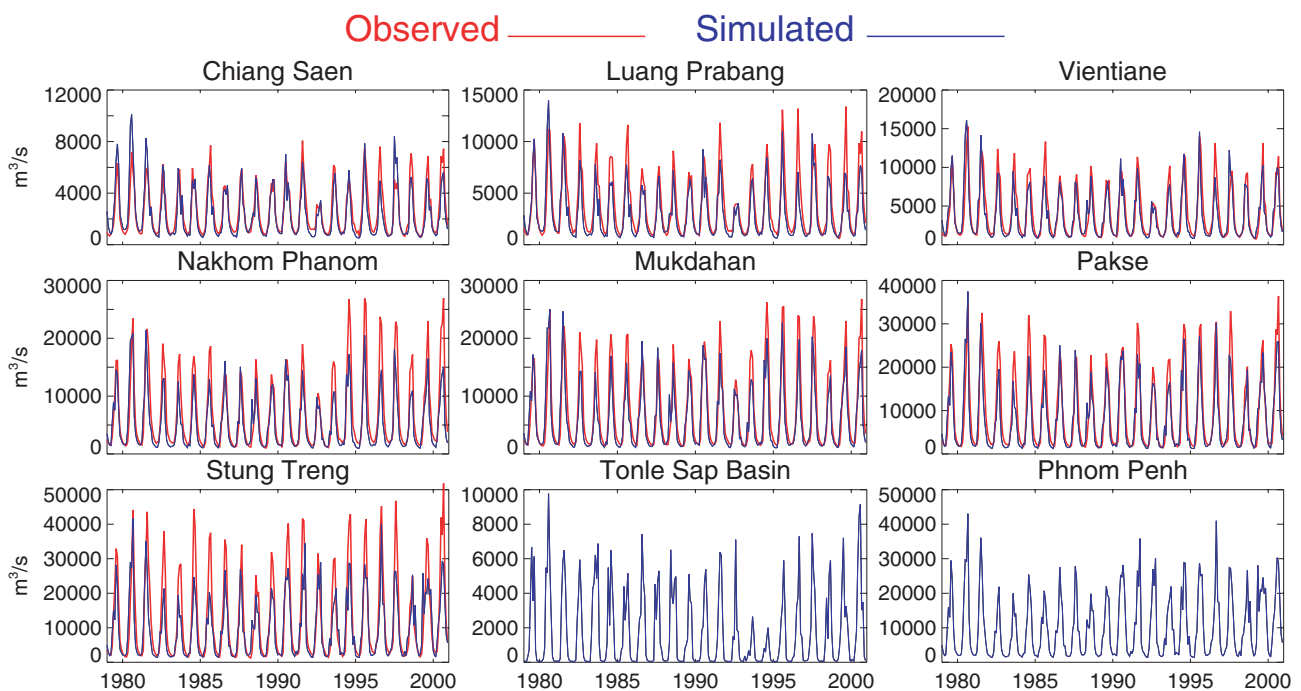 Observed Simulated
Chiang Saen Luang Prabang Vientiane
12000 15000 20000
8000 10000 15000
4000 5000 10000
0 0 5000
0
m³/s
Nakhom Phanom Mukdahan Pakse
30000 30000 40000
20000 20000 30000
10000 10000 20000
0 0 10000
0
m³/s
Stung Treng Tonle Sap Basin Phnom Penh
50000 10000 50000
40000 8000 40000
30000 6000 30000
20000 4000 20000
10000 2000 10000
0 0 0
m³/s
1980 1985 1990 1995 2000 1980 1985 1990 1995 2000 1980 1985 1990 1995 2000